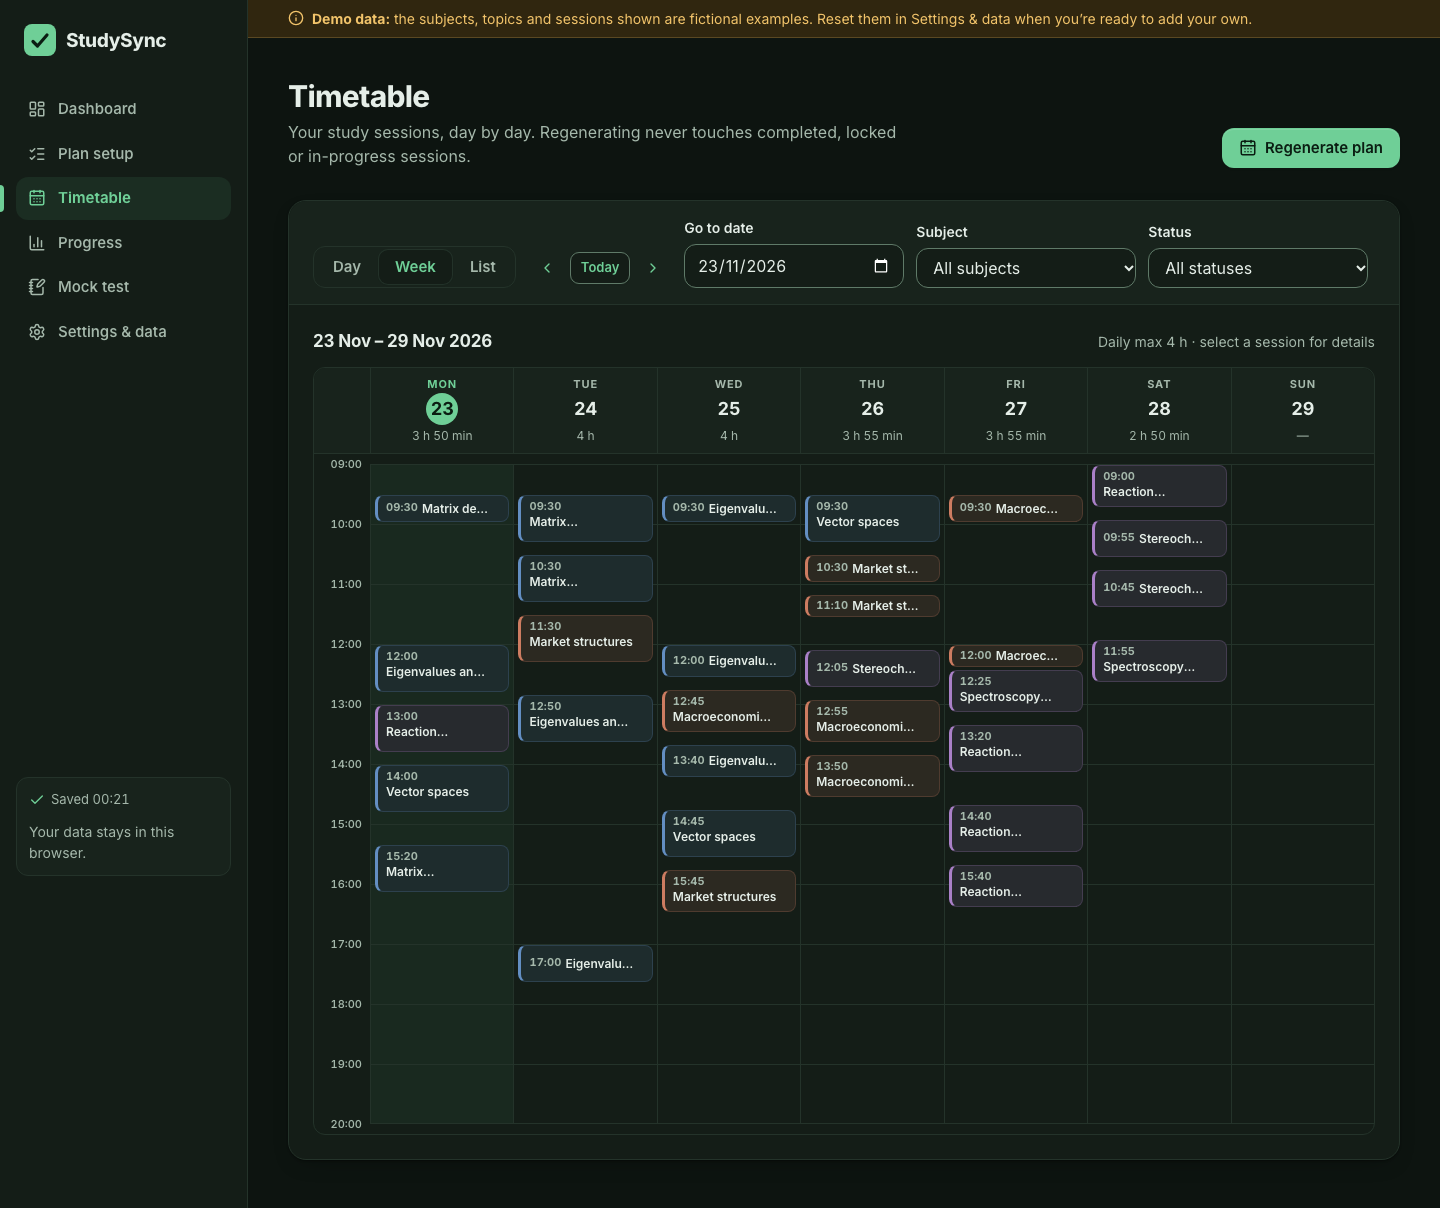 StudySync
Dashboard
Plan setup
Timetable
Progress
Mock test
Settings & data
Saved 00:21
Your data stays in this
browser.
Demo data: the subjects, topics and sessions shown are fictional examples. Reset them in Settings & data when you’re ready to add your own.
Timetable
Your study sessions, day by day. Regenerating never touches completed, locked
or in-progress sessions.
Regenerate plan
Day
Week
List
Today
Go to date
23/11/2026
Subject
All subjects
Status
All statuses
23 Nov – 29 Nov 2026
Daily max 4 h · select a session for details
MON
23
3 h 50 min
TUE
24
4 h
WED
25
4 h
THU
26
3 h 55 min
FRI
27
3 h 55 min
SAT
28
2 h 50 min
SUN
29
—
09:00
10:00
11:00
12:00
13:00
14:00
15:00
16:00
17:00
18:00
19:00
20:00
09:30 Matrix de…
12:00
Eigenvalues an…
13:00
Reaction…
14:00
Vector spaces
15:20
Matrix…
09:30
Matrix…
10:30
Matrix…
11:30
Market structures
12:50
Eigenvalues an…
17:00 Eigenvalu…
09:30 Eigenvalu…
12:00 Eigenvalu…
12:45
Macroeconomi…
13:40 Eigenvalu…
14:45
Vector spaces
15:45
Market structures
09:30
Vector spaces
10:30 Market st…
11:10 Market st…
12:05 Stereoch…
12:55
Macroeconomi…
13:50
Macroeconomi…
09:30 Macroec…
12:00 Macroec…
12:25
Spectroscopy…
13:20
Reaction…
14:40
Reaction…
15:40
Reaction…
09:00
Reaction…
09:55 Stereoch…
10:45 Stereoch…
11:55
Spectroscopy…